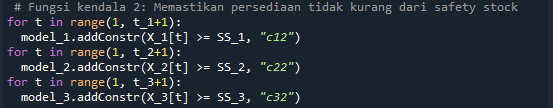 # Fungsi kendala 2: Memastikan persediaan tidak kurang dari safety stock
for t in range(1, t_1+1):
  model_1.addConstr(X_1[t] >= SS_1, "c12")
for t in range(1, t_2+1):
  model_2.addConstr(X_2[t] >= SS_2, "c22")
for t in range(1, t_3+1):
  model_3.addConstr(X_3[t] >= SS_3, "c32")